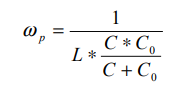 ω_p = 1 / (L * (C * C_0) / (C + C_0))